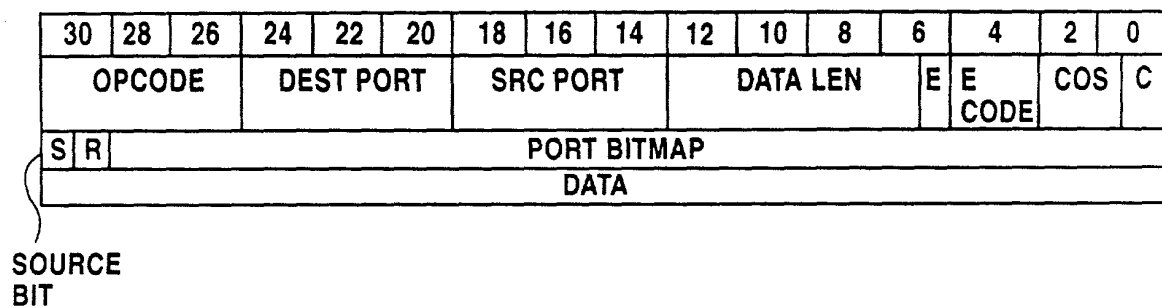 30 28 26 24 22 20 18 16 14 12 10 8 6 4 2 0
OPCODE DEST PORT SRC PORT DATA LEN E E COS C
CODE
S R PORT BITMAP
DATA
SOURCE
BIT